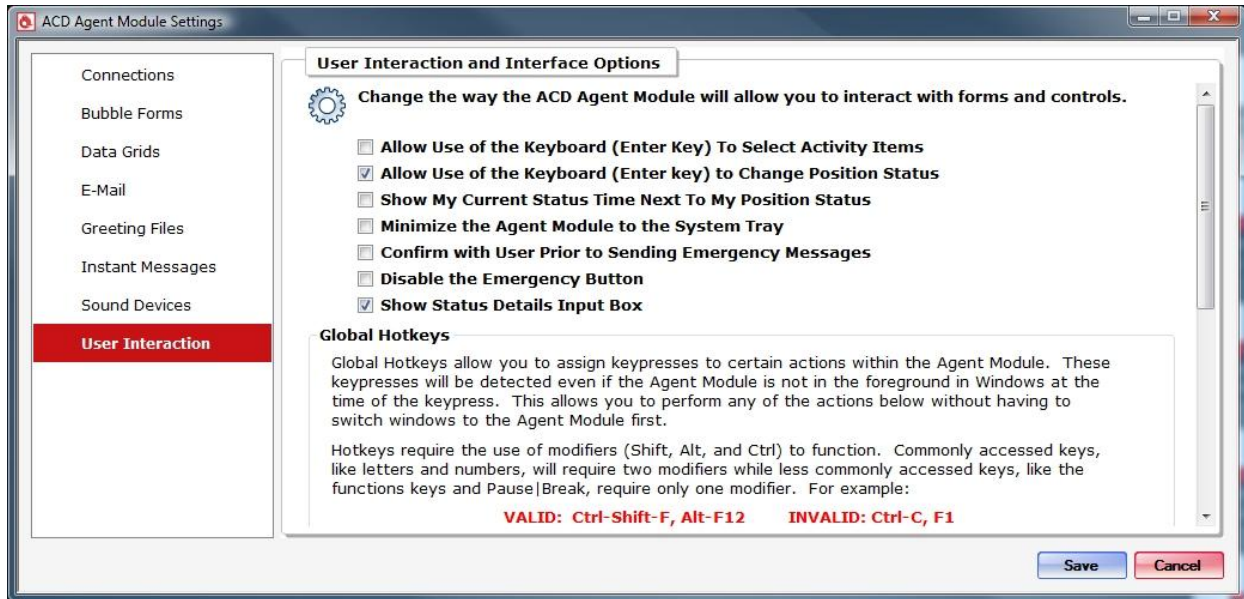 ACD Agent Module Settings
Connections
Bubble Forms
Data Grids
E-Mail
Greeting Files
Instant Messages
Sound Devices
User Interaction
User Interaction and Interface Options
Change the way the ACD Agent Module will allow you to interact with forms and controls.
Allow Use of the Keyboard (Enter Key) To Select Activity Items
Allow Use of the Keyboard (Enter key) to Change Position Status
Show My Current Status Time Next To My Position Status
Minimize the Agent Module to the System Tray
Confirm with User Prior to Sending Emergency Messages
Disable the Emergency Button
Show Status Details Input Box
Global Hotkeys
Global Hotkeys allow you to assign keypresses to certain actions within the Agent Module. These
keypresses will be detected even if the Agent Module is not in the foreground in Windows at the
time of the keypress. This allows you to perform any of the actions below without having to
switch windows to the Agent Module first.
Hotkeys require the use of modifiers (Shift, Alt, and Ctrl) to function. Commonly accessed keys,
like letters and numbers, will require two modifiers while less commonly accessed keys, like the
functions keys and Pause|Break, require only one modifier. For example:
VALID: Ctrl-Shift-F, Alt-F12 INVALID: Ctrl-C, F1
Save
Cancel